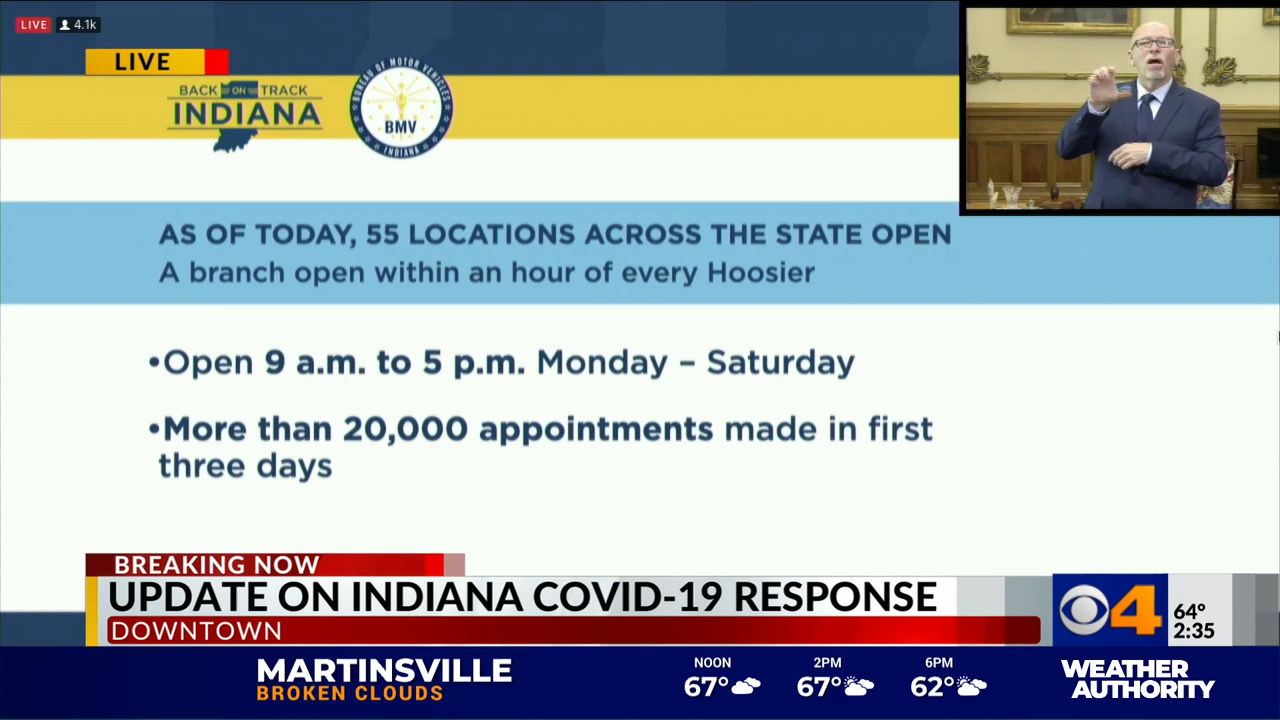 LIVE 4.1k
LIVE
BACK ON TRACK
INDIANA
BUREAU OF MOTOR VEHICLES
BMV
INDIANA
AS OF TODAY, 55 LOCATIONS ACROSS THE STATE OPEN
A branch open within an hour of every Hoosier
•Open 9 a.m. to 5 p.m. Monday – Saturday
•More than 20,000 appointments made in first
three days
BREAKING NOW
UPDATE ON INDIANA COVID-19 RESPONSE
DOWNTOWN
4
64°
2:35
MARTINSVILLE
BROKEN CLOUDS
NOON 2PM 6PM
67° 67° 62°
WEATHER
AUTHORITY